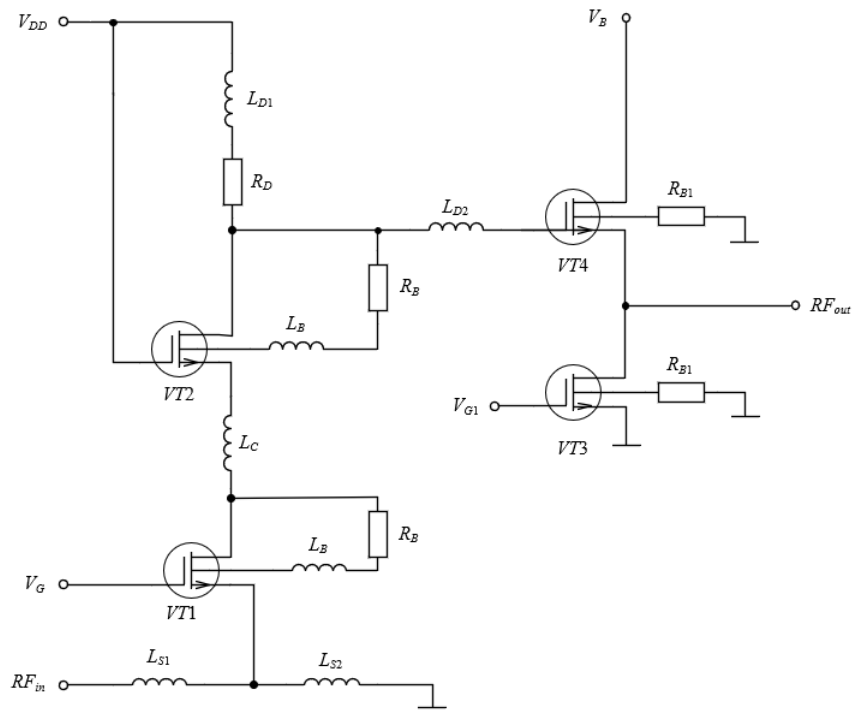 V_DD
V_B
L_D1
R_D
L_D2
R_B1
VT4
R_B
L_B
RF_out
VT2
R_B1
V_G1
VT3
L_C
R_B
L_B
V_G
VT1
L_S1
L_S2
RF_in